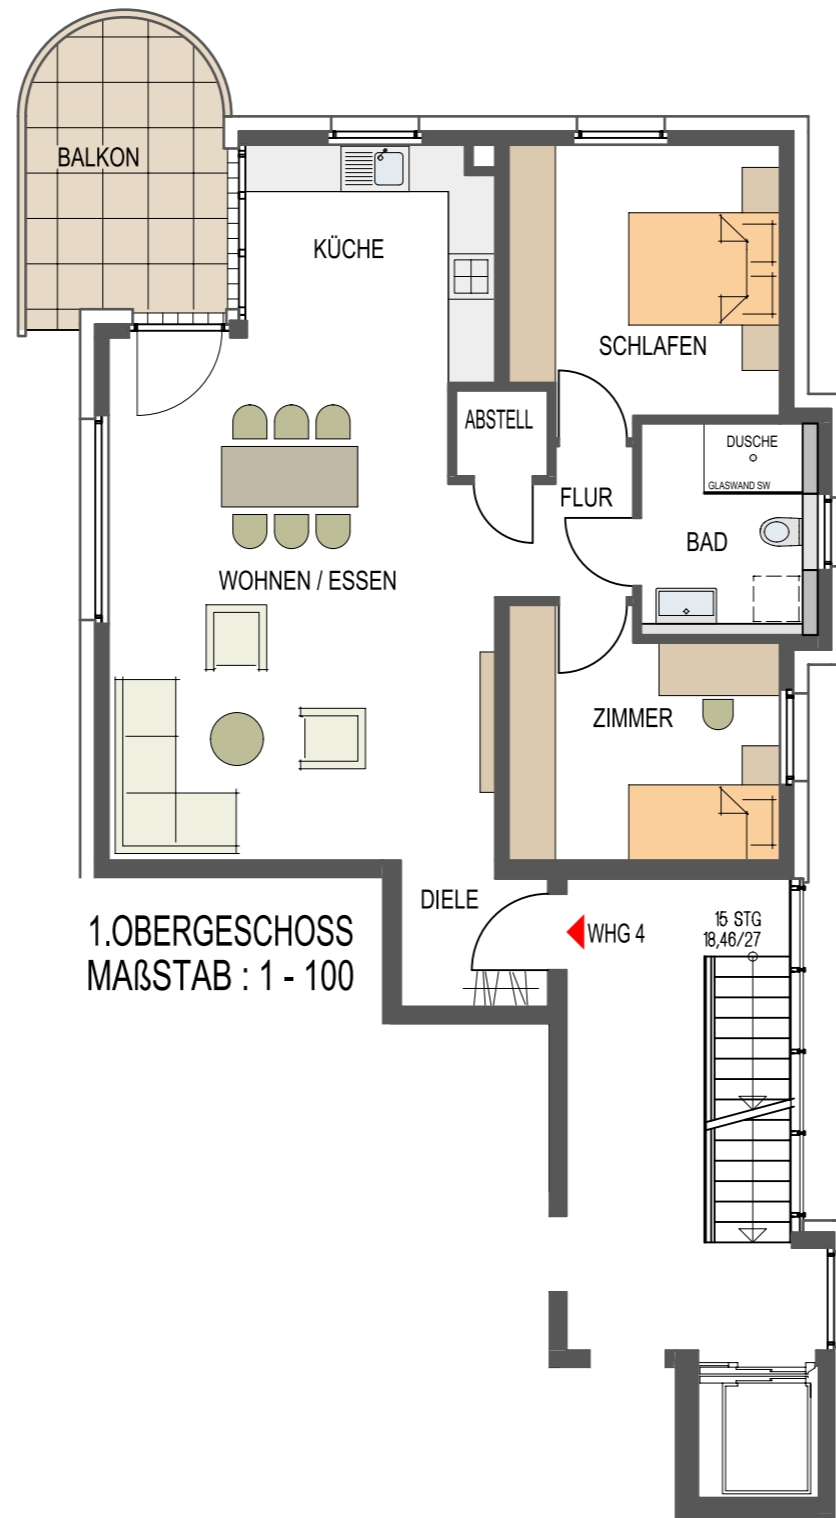 BALKON
KÜCHE
SCHLAFEN
ABSTELL
DUSCHE
GLASWAND SW
FLUR
BAD
WOHNEN / ESSEN
ZIMMER
DIELE
1.OBERGESCHOSS
MAßSTAB : 1 - 100
WHG 4
15 STG
18,46/27